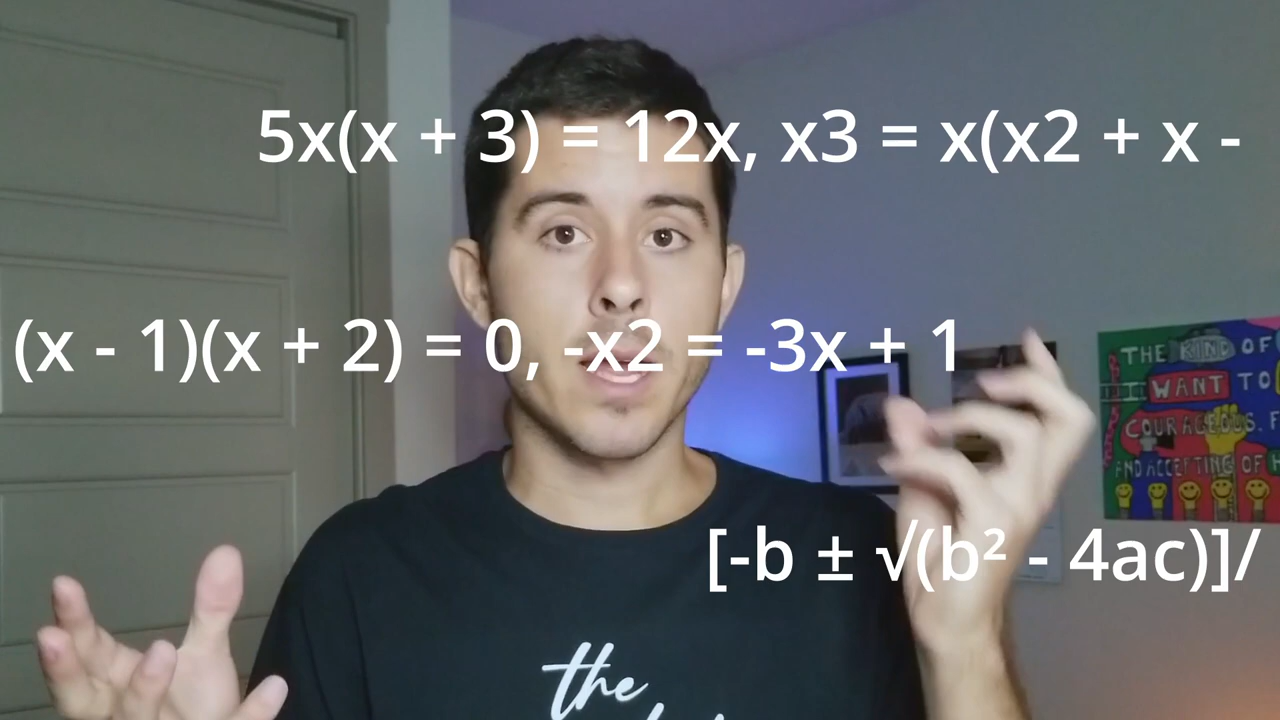 5x(x + 3) = 12x, x3 = x(x2 + x -
(x - 1)(x + 2) = 0, -x2 = -3x + 1
THE KIND OF
I WANT TO
COURAGEOUS. F
AND ACCEPTING OF H
[-b ± √(b² - 4ac)]/
the